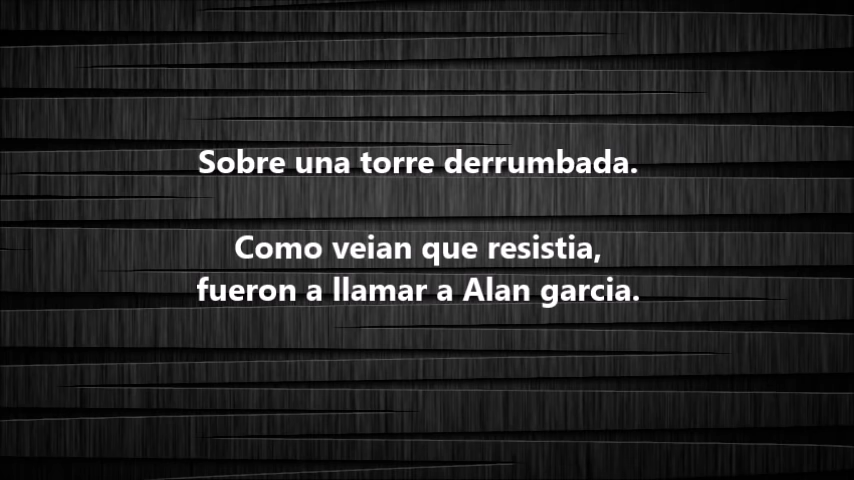 Sobre una torre derrumbada.
Como veian que resistia,
fueron a llamar a Alan garcia.